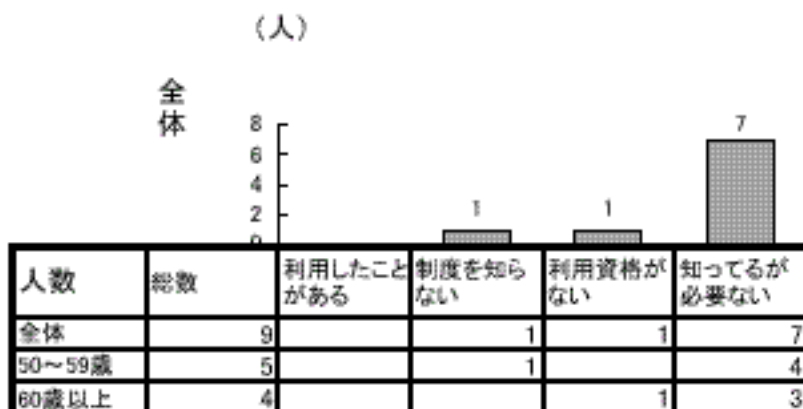 （人）
全体
8
6
4
2
0
1
1
7
人数 総数 利用したことがある 制度を知らない 利用資格がない 知ってるが必要ない
全体 9 1 1 7
50～59歳 5 1 4
60歳以上 4 1 3